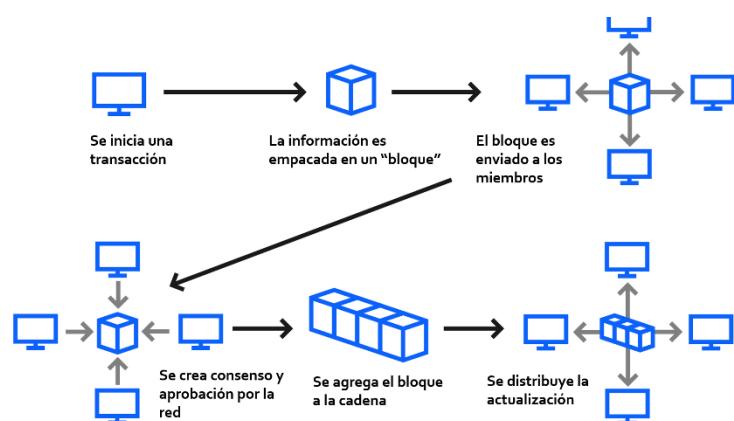 Se inicia una
transacción
La información es
empacada en un “bloque”
El bloque es
enviado a los
miembros
Se crea consenso y
aprobación por la
red
Se agrega el bloque
a la cadena
Se distribuye la
actualización